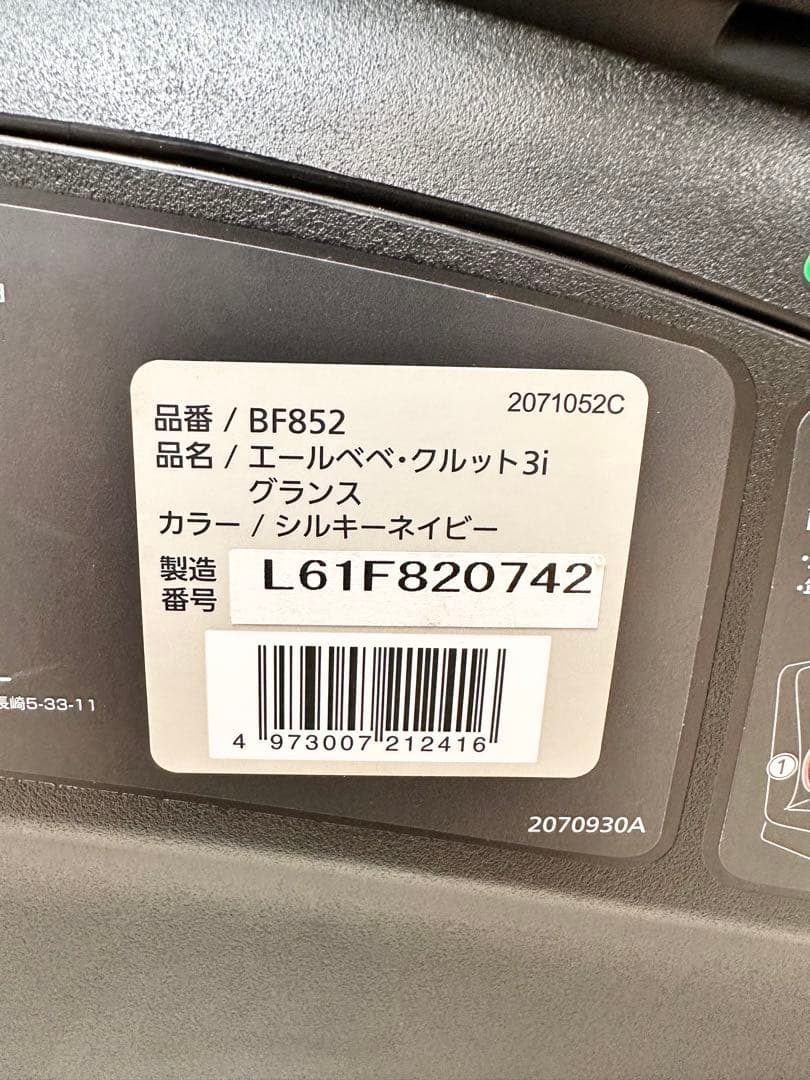 2071052C
品番 / BF852
品名 / エールベベ・クルット3i
グランス
カラー / シルキーネイビー
製造
番号
L61F820742
4 973007 212416
長崎5-33-11
2070930A
1